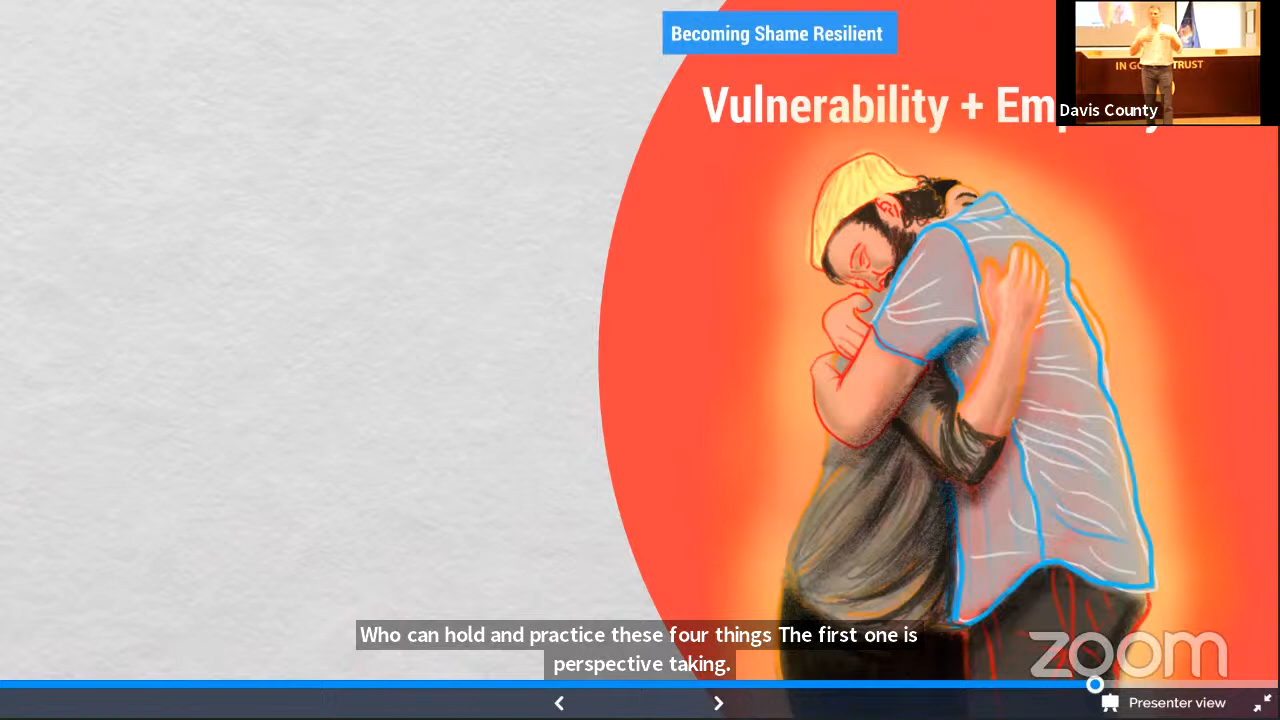 Becoming Shame Resilient
Vulnerability + Em
IN GO TRUST
Davis County
Who can hold and practice these four things The first one is
perspective taking.
zoom
Presenter view